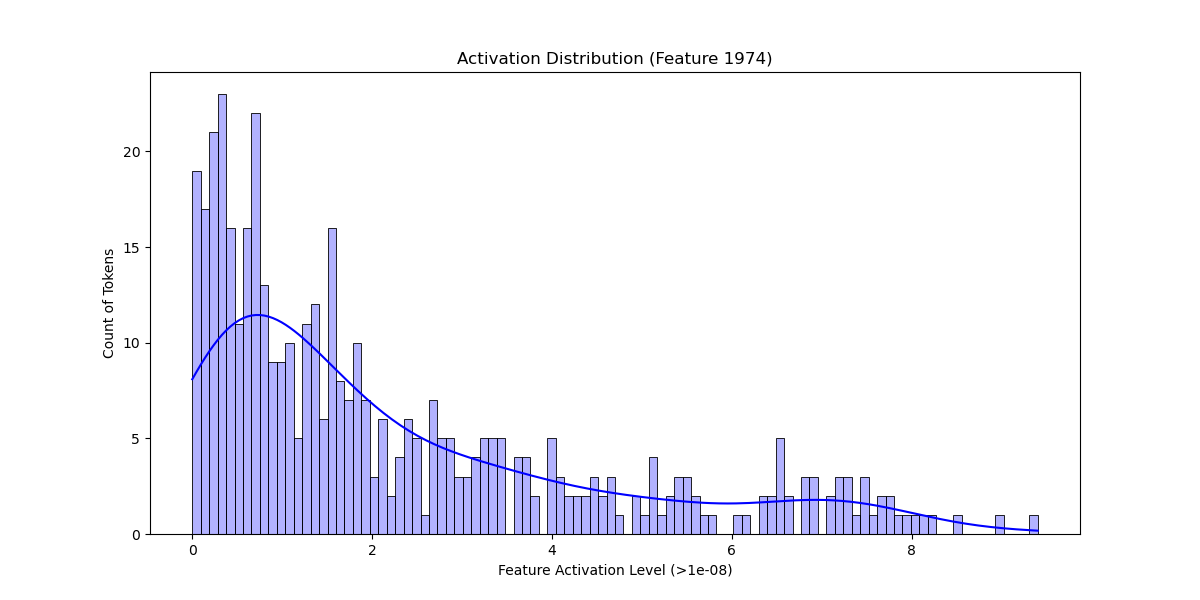 Activation Distribution (Feature 1974)
Count of Tokens
20
15
10
5
0
0 2 4 6 8
Feature Activation Level (>1e-08)